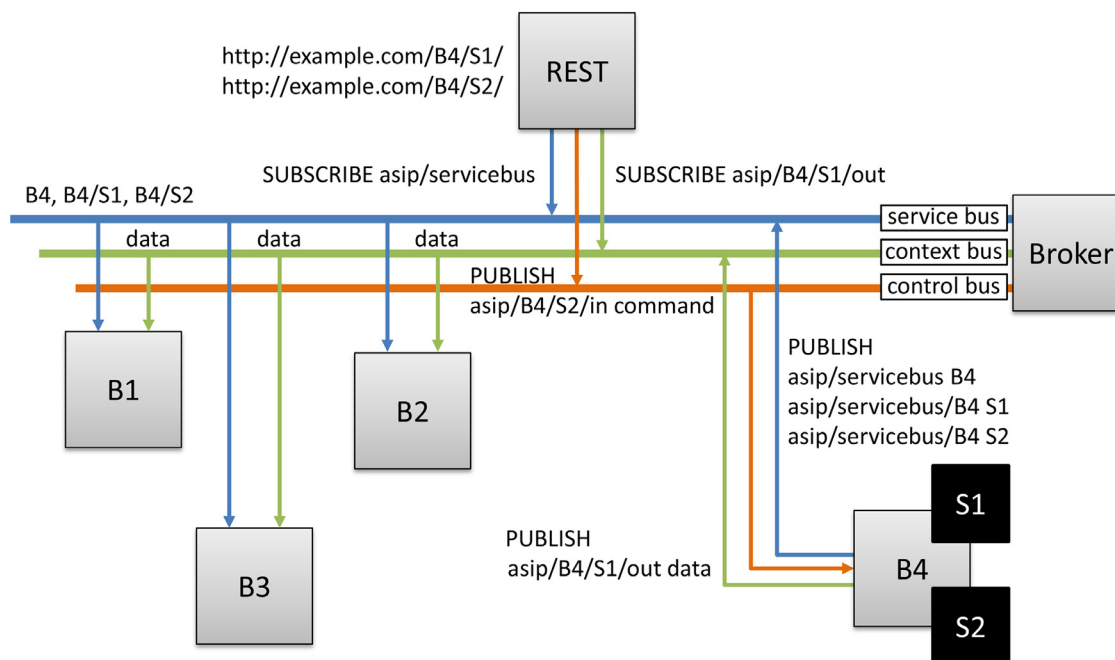 http://example.com/B4/S1/
http://example.com/B4/S2/
REST
SUBSCRIBE asip/servicebus
SUBSCRIBE asip/B4/S1/out
B4, B4/S1, B4/S2
service bus
data
data
data
context bus
Broker
control bus
PUBLISH
asip/B4/S2/in command
B1
B2
PUBLISH
asip/servicebus B4
asip/servicebus/B4 S1
asip/servicebus/B4 S2
S1
PUBLISH
asip/B4/S1/out data
B3
B4
S2